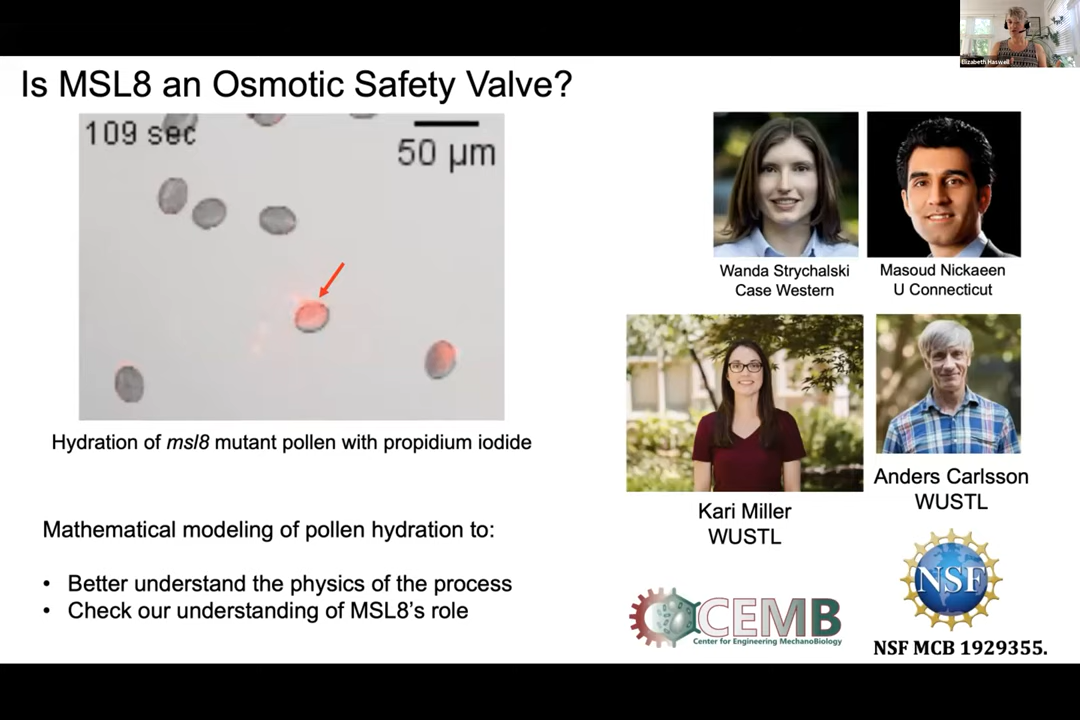 Elizabeth Haswell
Is MSL8 an Osmotic Safety Valve?
109 sec
50 µm
Hydration of msl8 mutant pollen with propidium iodide
Mathematical modeling of pollen hydration to:
• Better understand the physics of the process
• Check our understanding of MSL8’s role
Wanda Strychalski
Case Western
Masoud Nickaeen
U Connecticut
Kari Miller
WUSTL
Anders Carlsson
WUSTL
CEMB
Center for Engineering MechanoBiology
NSF
NSF MCB 1929355.